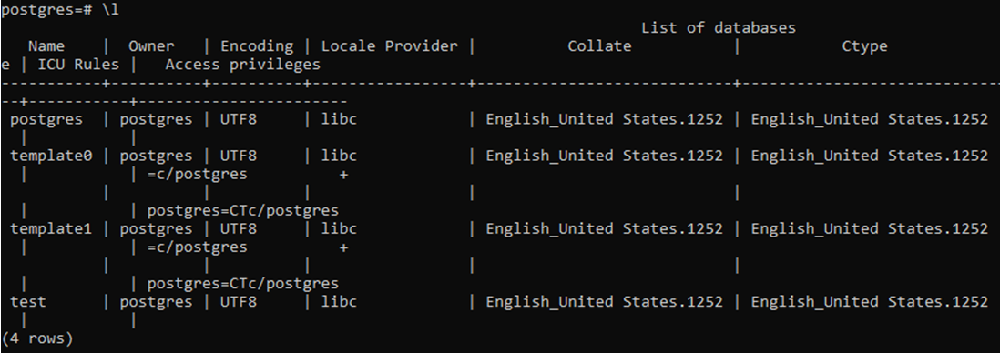 postgres=# \l
                                                                        List of databases
   Name    |  Owner   | Encoding | Locale Provider |          Collate           |           Ctype
e | ICU Rules |   Access privileges
-----------+----------+----------+-----------------+----------------------------+----------------------------
--+-----------+-----------------------
 postgres  | postgres | UTF8     | libc            | English_United States.1252 | English_United States.1252
  |           |
 template0 | postgres | UTF8     | libc            | English_United States.1252 | English_United States.1252
  |           | =c/postgres          +
           |          |          |                 |                            |
  |           | postgres=CTc/postgres
 template1 | postgres | UTF8     | libc            | English_United States.1252 | English_United States.1252
  |           | =c/postgres          +
           |          |          |                 |                            |
  |           | postgres=CTc/postgres
 test      | postgres | UTF8     | libc            | English_United States.1252 | English_United States.1252
  |           |
(4 rows)